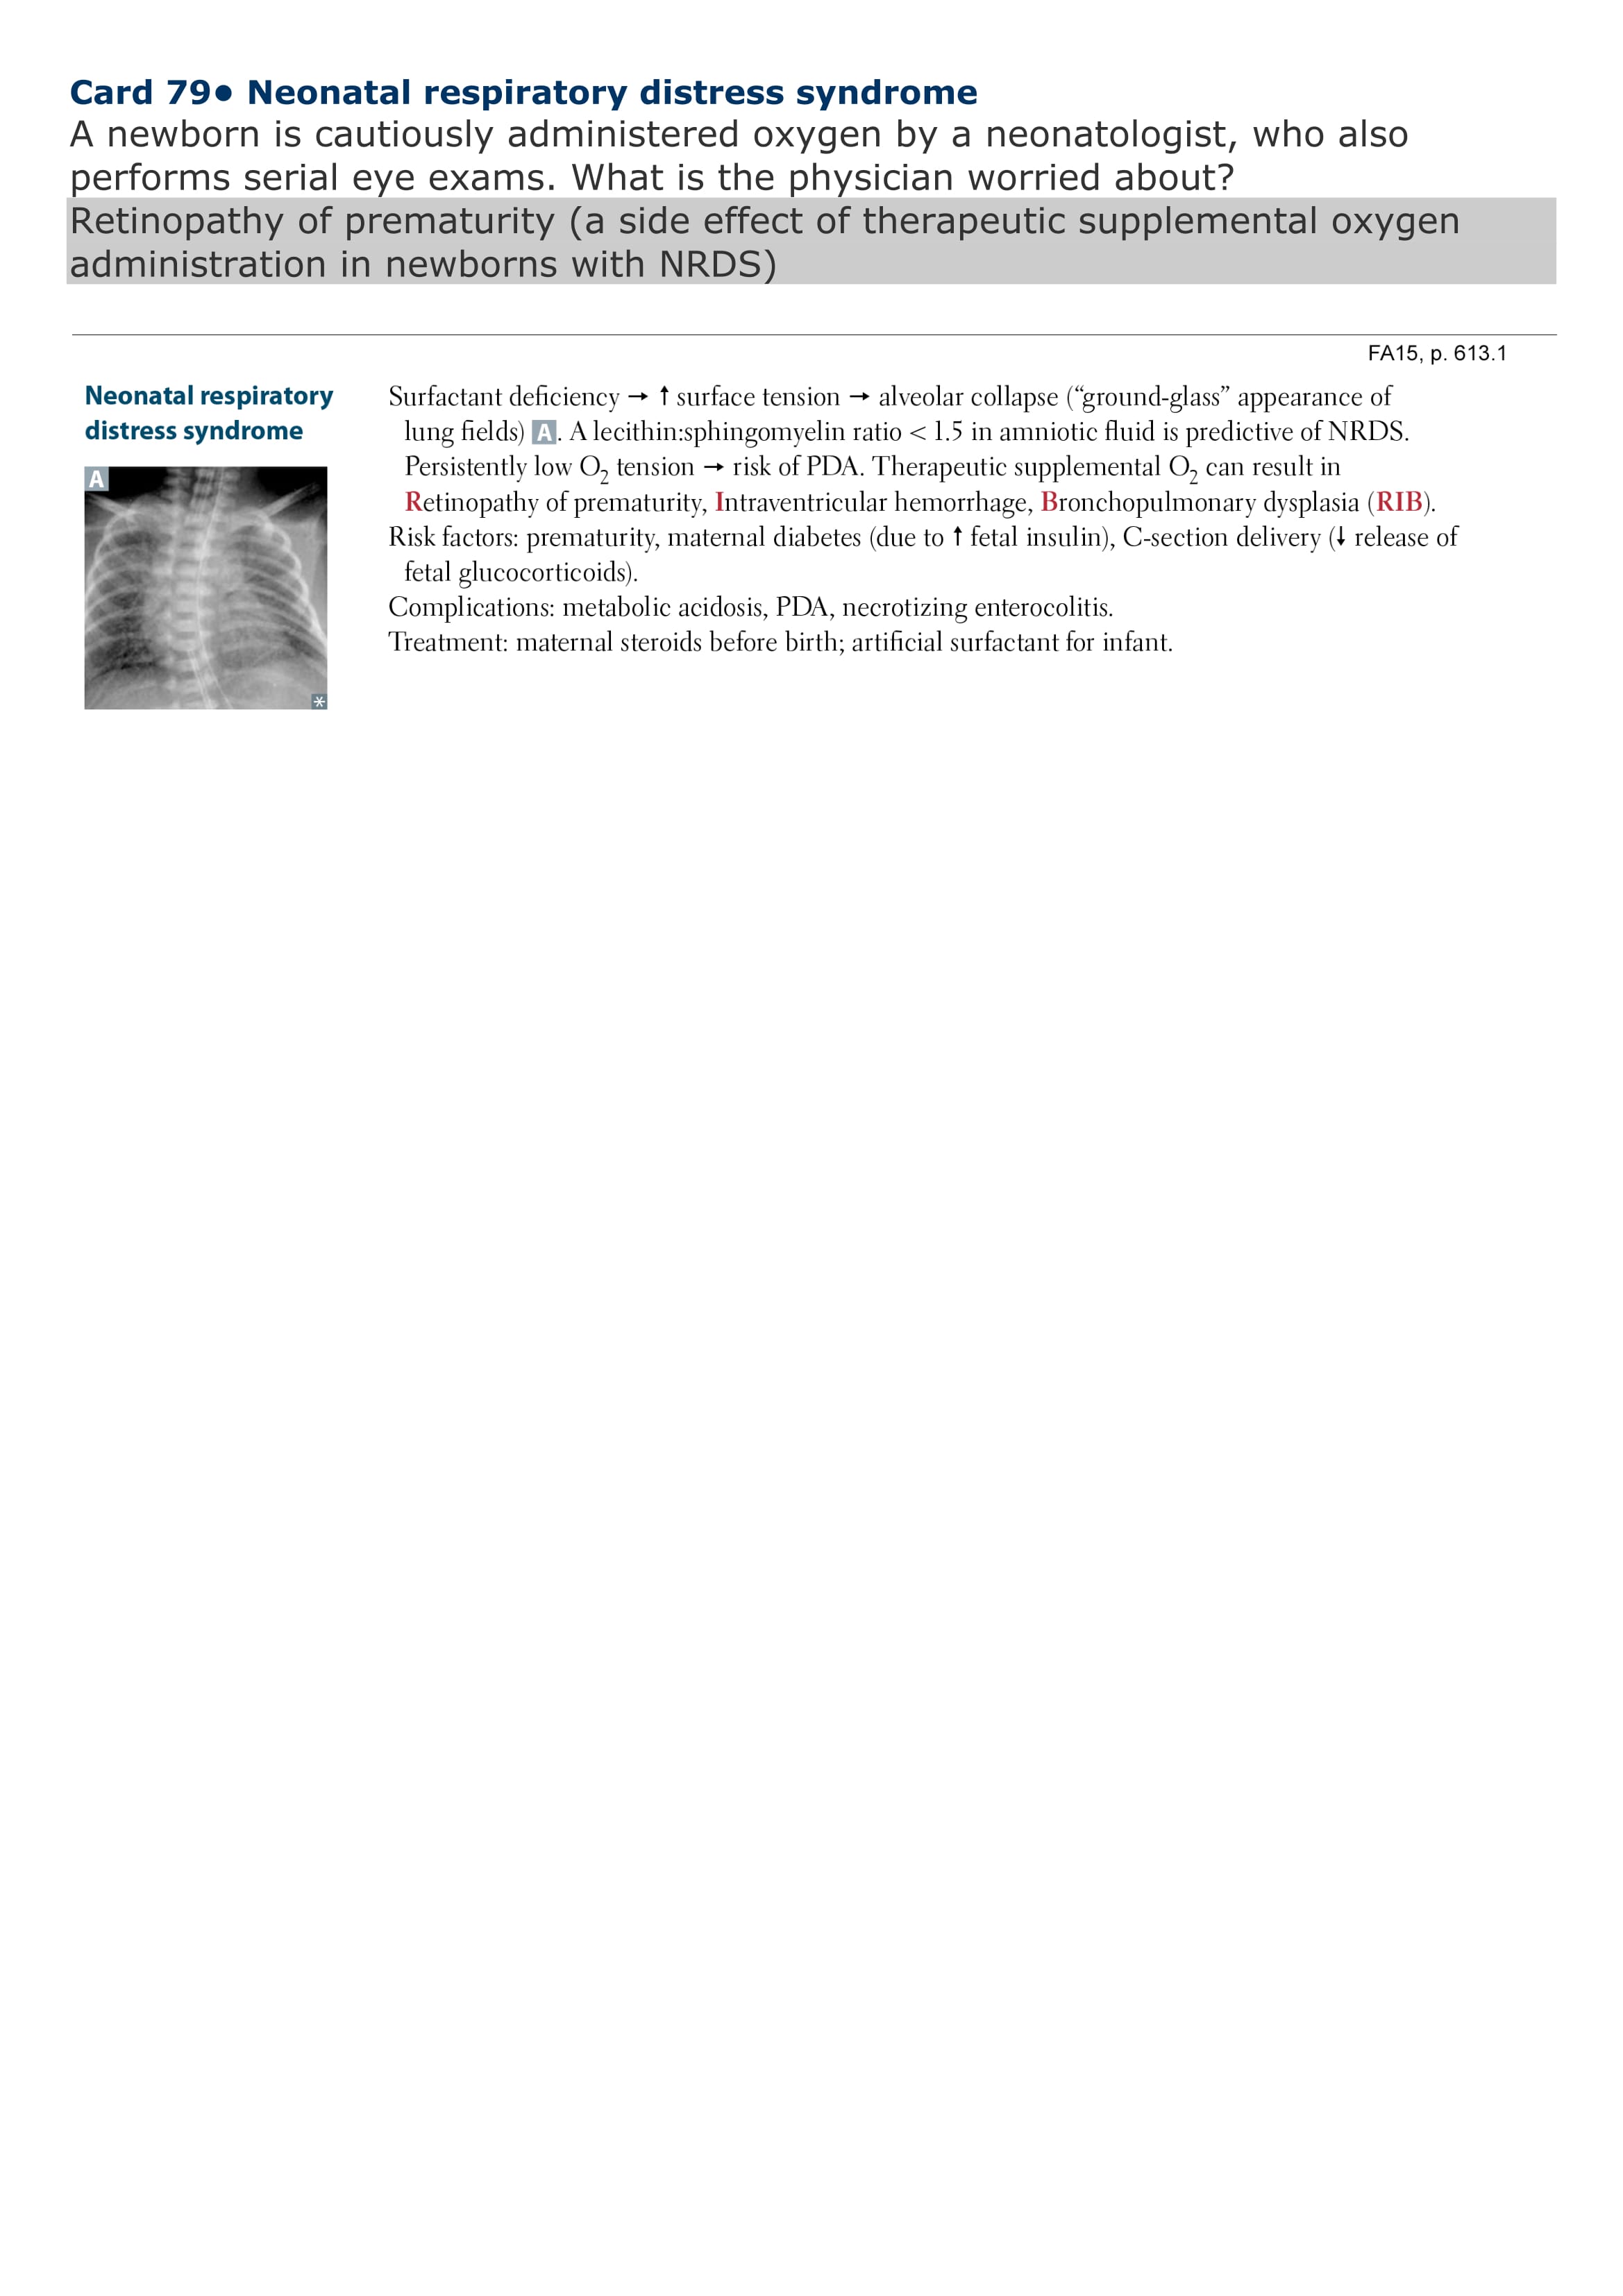 Card 79● Neonatal respiratory distress syndrome
A newborn is cautiously administered oxygen by a neonatologist, who also
performs serial eye exams. What is the physician worried about?
Retinopathy of prematurity (a side effect of therapeutic supplemental oxygen
administration in newborns with NRDS)
FA15, p. 613.1
Neonatal respiratory
distress syndrome
A
*
Surfactant deficiency → ↑ surface tension → alveolar collapse (“ground-glass” appearance of
lung fields) A. A lecithin:sphingomyelin ratio < 1.5 in amniotic fluid is predictive of NRDS.
Persistently low O₂ tension → risk of PDA. Therapeutic supplemental O₂ can result in
Retinopathy of prematurity, Intraventricular hemorrhage, Bronchopulmonary dysplasia (RIB).
Risk factors: prematurity, maternal diabetes (due to ↑ fetal insulin), C-section delivery (↓ release of
fetal glucocorticoids).
Complications: metabolic acidosis, PDA, necrotizing enterocolitis.
Treatment: maternal steroids before birth; artificial surfactant for infant.